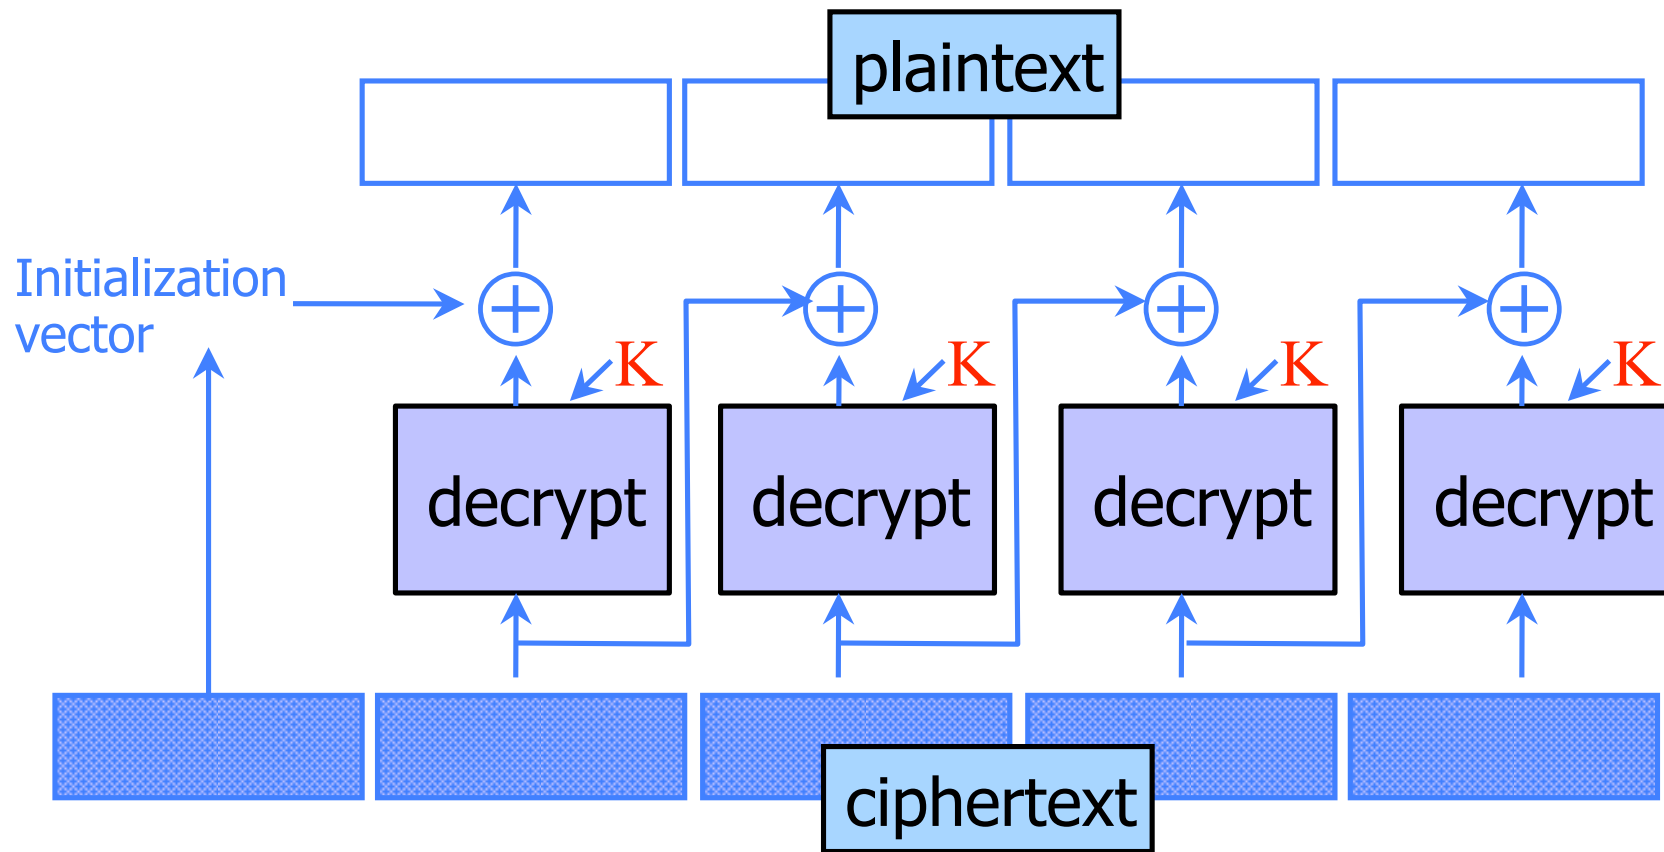 plaintext
Initialization
vector
K K K K
decrypt decrypt decrypt decrypt
ciphertext